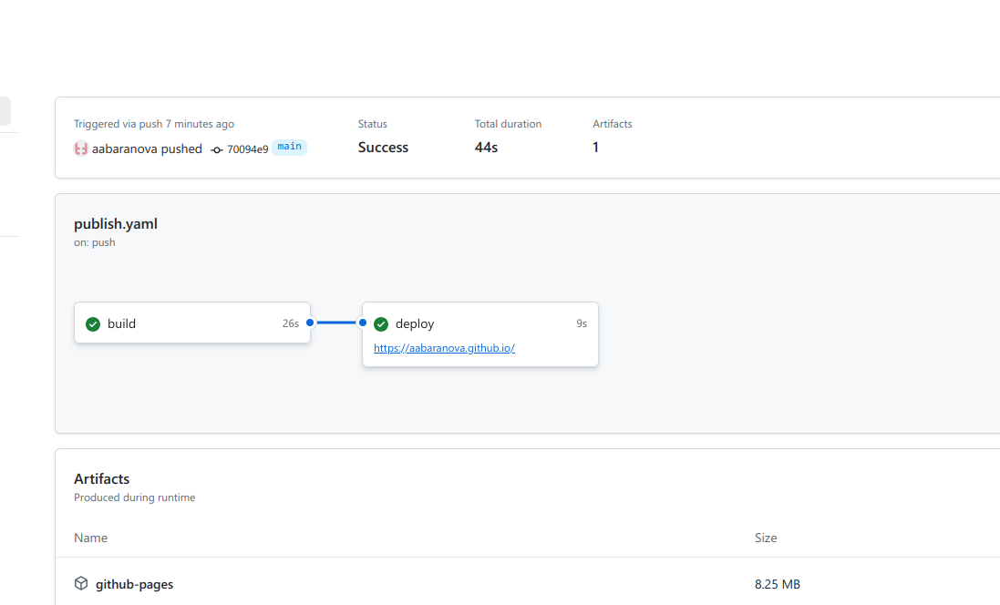 Triggered via push 7 minutes ago
aabaranova pushed 70094e9 main
Status
Success
Total duration
44s
Artifacts
1
publish.yaml
on: push
build 26s
deploy 9s
https://aabaranova.github.io/
Artifacts
Produced during runtime
Name Size
github-pages 8.25 MB